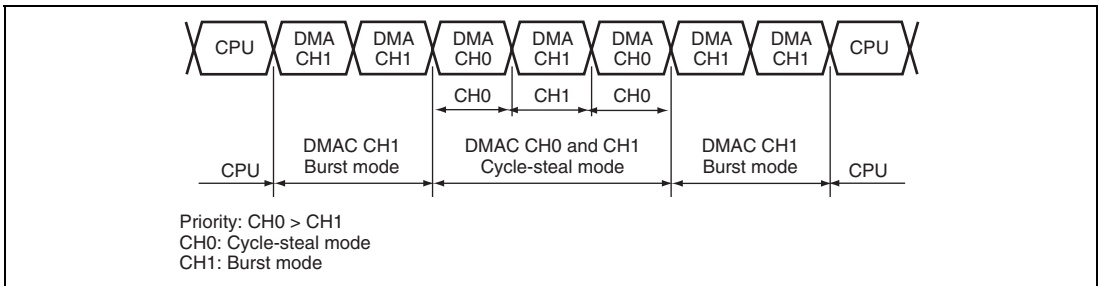 CPU DMA CH1 DMA CH1 DMA CH0 DMA CH1 DMA CH0 DMA CH1 DMA CH1 CPU
CH0 CH1 CH0
CPU DMAC CH1 Burst mode DMAC CH0 and CH1 Cycle-steal mode DMAC CH1 Burst mode CPU
Priority: CH0 > CH1
CH0: Cycle-steal mode
CH1: Burst mode